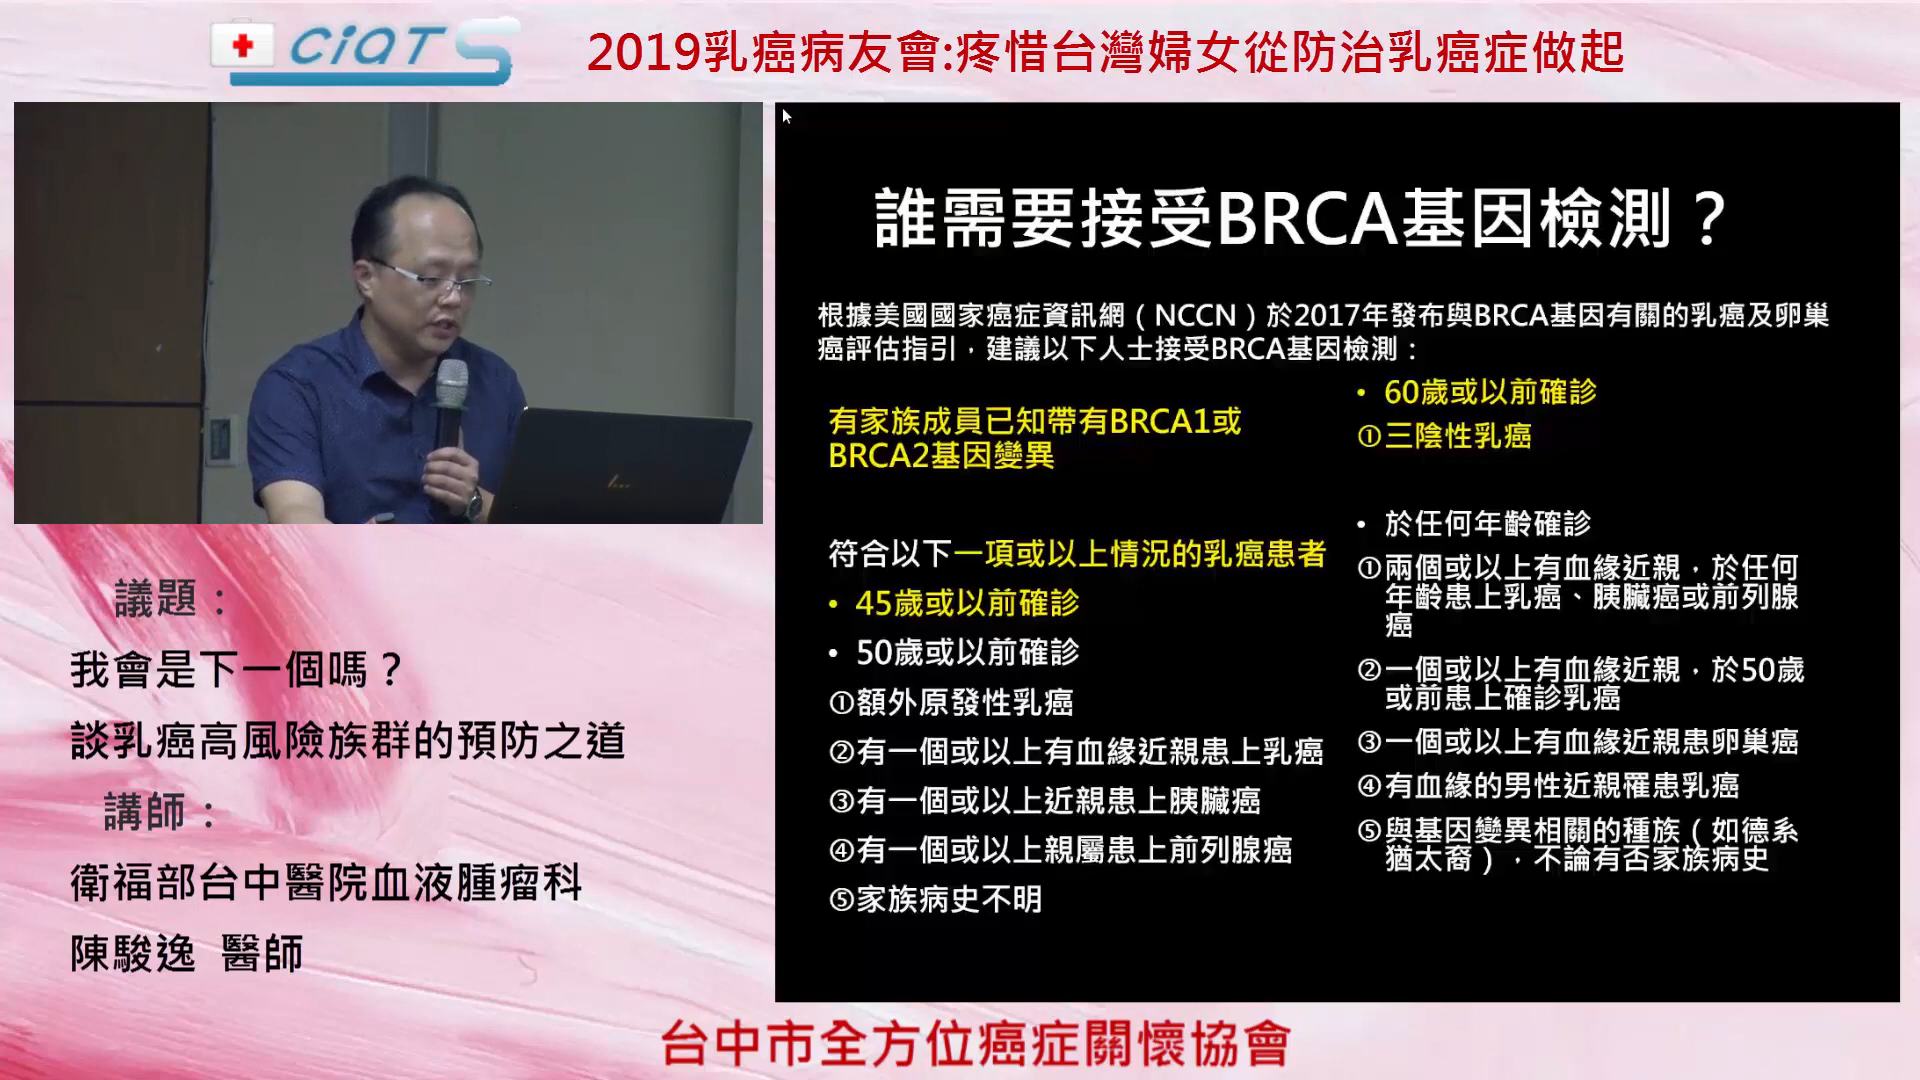 CiQTS
2019乳癌病友會:疼惜台灣婦女從防治乳癌症做起
議題：
我會是下一個嗎？
談乳癌高風險族群的預防之道
講師：
衛福部台中醫院血液腫瘤科
陳駿逸 醫師
誰需要接受BRCA基因檢測？
根據美國國家癌症資訊網（NCCN）於2017年發布與BRCA基因有關的乳癌及卵巢
癌評估指引，建議以下人士接受BRCA基因檢測：
有家族成員已知帶有BRCA1或
BRCA2基因變異
符合以下一項或以上情況的乳癌患者
• 45歲或以前確診
• 50歲或以前確診
①額外原發性乳癌
②有一個或以上有血緣近親患上乳癌
③有一個或以上近親患上胰臟癌
④有一個或以上親屬患上前列腺癌
⑤家族病史不明
• 60歲或以前確診
①三陰性乳癌
• 於任何年齡確診
①兩個或以上有血緣近親，於任何
年齡患上乳癌、胰臟癌或前列腺
癌
②一個或以上有血緣近親，於50歲
或前患上確診乳癌
③一個或以上有血緣近親患卵巢癌
④有血緣的男性近親罹患乳癌
⑤與基因變異相關的種族（如德系
猶太裔），不論有否家族病史
台中市全方位癌症關懷協會